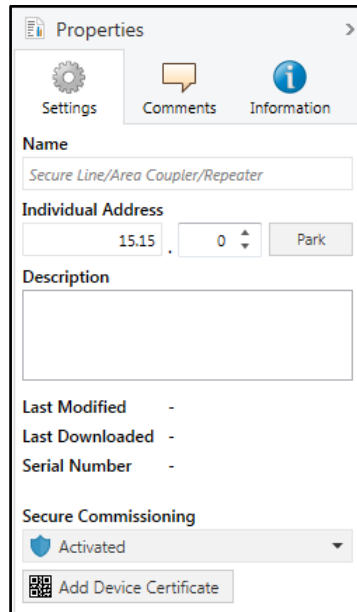 Properties
Settings Comments Information
Name
Secure Line/Area Coupler/Repeater
Individual Address
15.15 . 0 Park
Description
Last Modified -
Last Downloaded -
Serial Number -
Secure Commissioning
Activated
Add Device Certificate